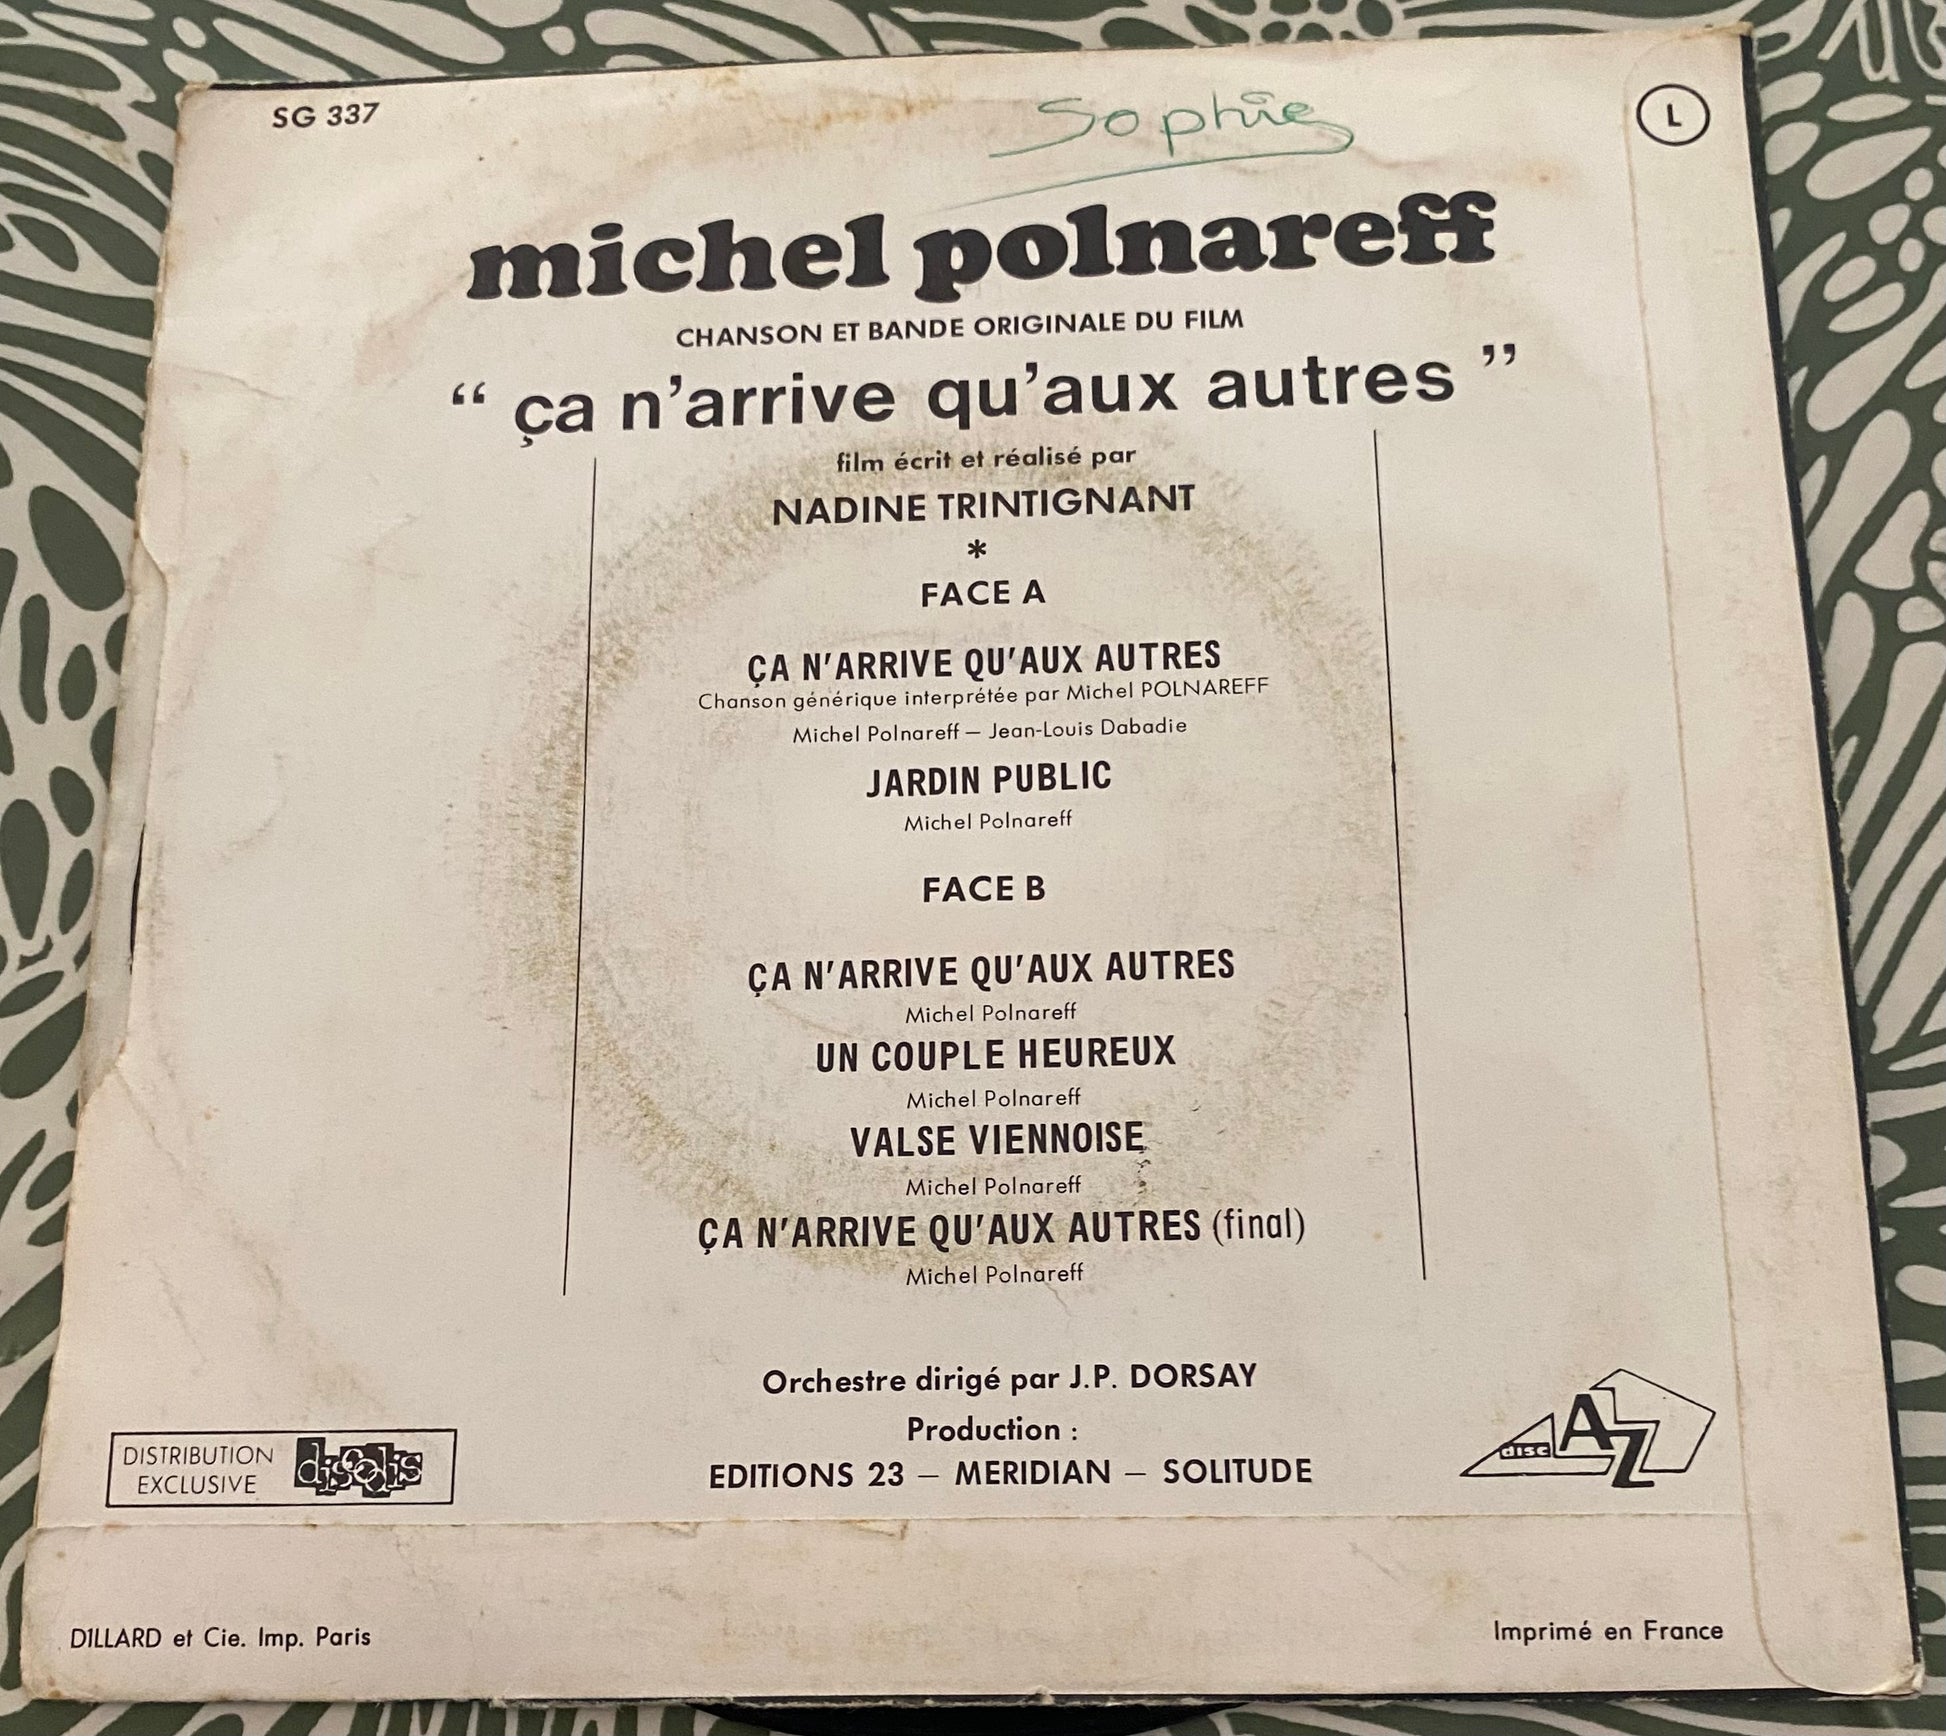 SG 337
Sophie
L
michel polnareff
CHANSON ET BANDE ORIGINALE DU FILM
“ ça n’arrive qu’aux autres ”
film écrit et réalisé par
NADINE TRINTIGNANT
*
FACE A
ÇA N’ARRIVE QU’AUX AUTRES
Chanson générique interprétée par Michel POLNAREFF
Michel Polnareff — Jean-Louis Dabadie
JARDIN PUBLIC
Michel Polnareff
FACE B
ÇA N’ARRIVE QU’AUX AUTRES
Michel Polnareff
UN COUPLE HEUREUX
Michel Polnareff
VALSE VIENNOISE
Michel Polnareff
ÇA N’ARRIVE QU’AUX AUTRES (final)
Michel Polnareff
Orchestre dirigé par J.P. DORSAY
Production :
EDITIONS 23 — MERIDIAN — SOLITUDE
DISTRIBUTION
EXCLUSIVE
discodis
disc AZ
DILLARD et Cie. Imp. Paris
Imprimé en France